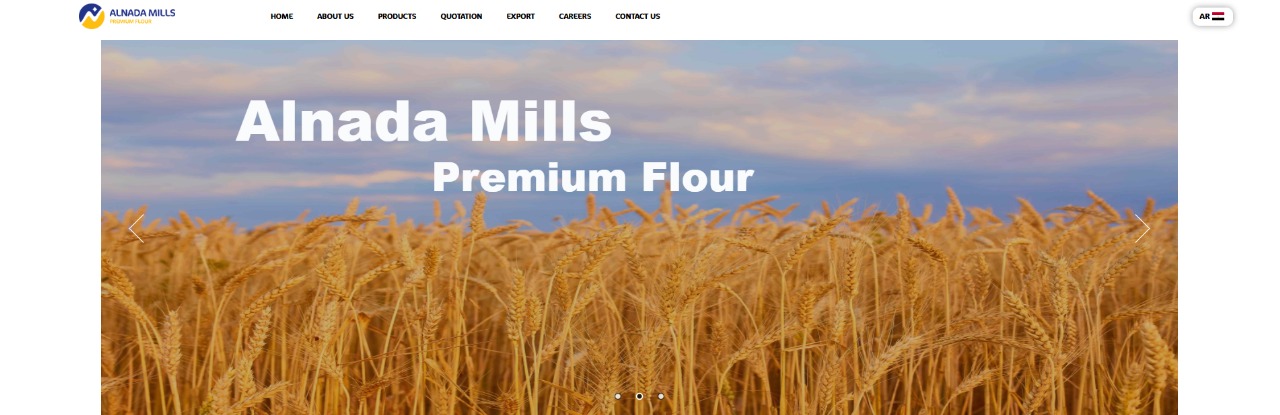 ALNADA MILLS
PREMIUM FLOUR
HOME ABOUT US PRODUCTS QUOTATION EXPORT CAREERS CONTACT US
AR
Alnada Mills
Premium Flour